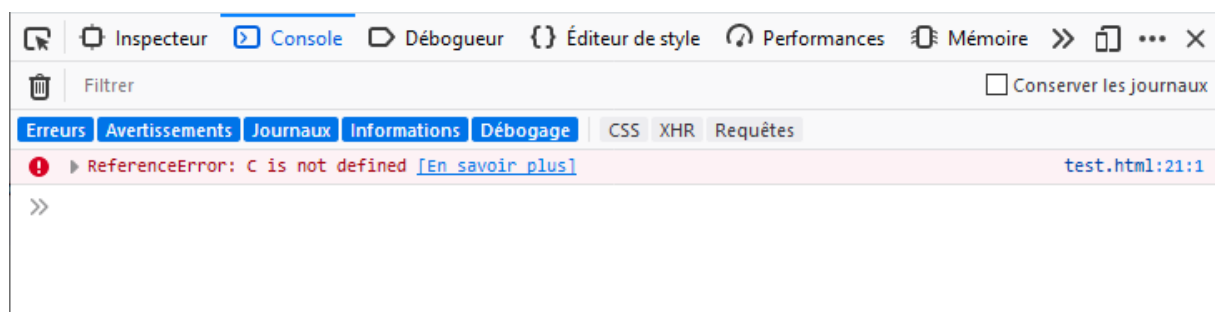 Inspecteur Console Débogueur {} Éditeur de style Performances Mémoire
Filtrer Conserver les journaux
Erreurs Avertissements Journaux Informations Débogage CSS XHR Requêtes
ReferenceError: C is not defined [En savoir plus] test.html:21:1